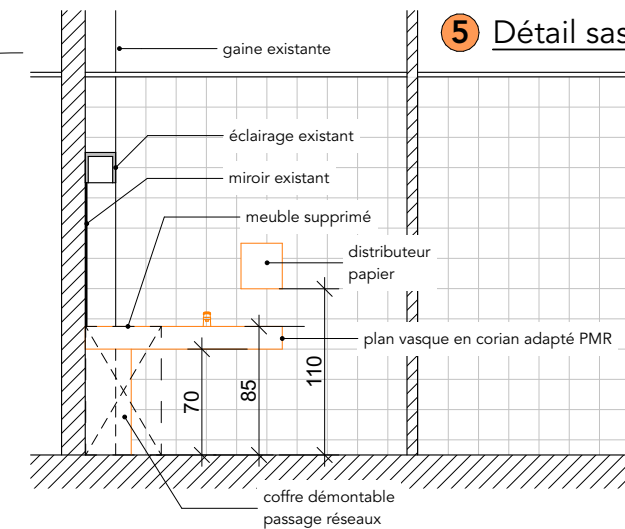 5 Détail sas
gaine existante
éclairage existant
miroir existant
meuble supprimé
distributeur
papier
plan vasque en corian adapté PMR
70
85
110
coffre démontable
passage réseaux